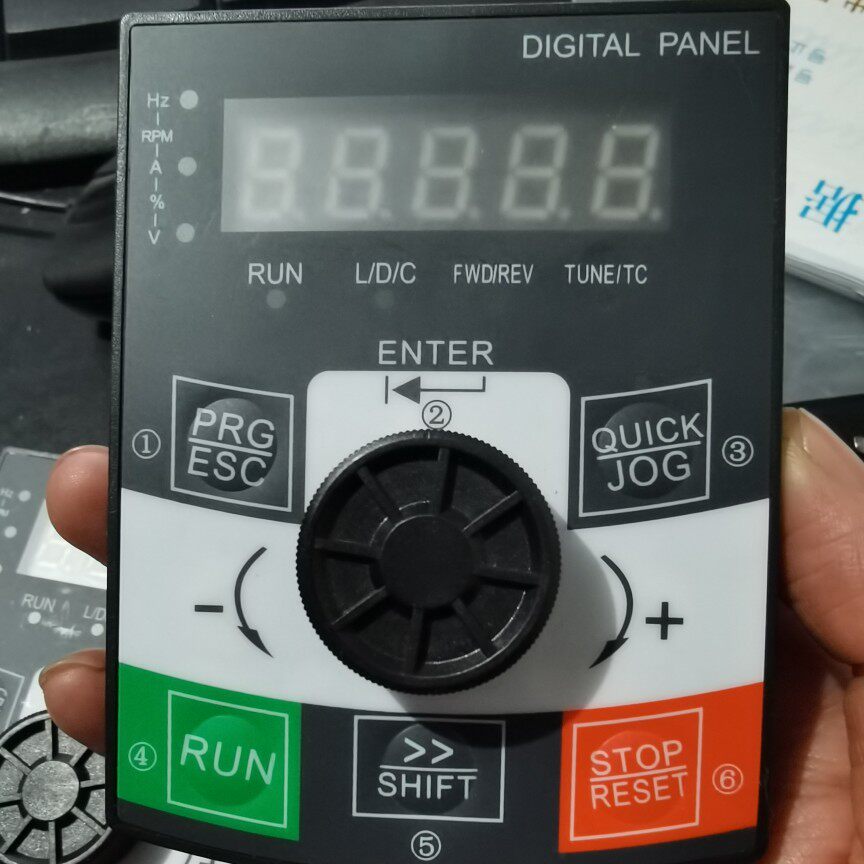 DIGITAL PANEL
Hz
RPM
A
%
V
RUN L/D/C FWD/REV TUNE/TC
ENTER
②
① PRG
ESC
QUICK ③
JOG
- +
④ RUN
>>
SHIFT
⑤
STOP
RESET ⑥
RUN